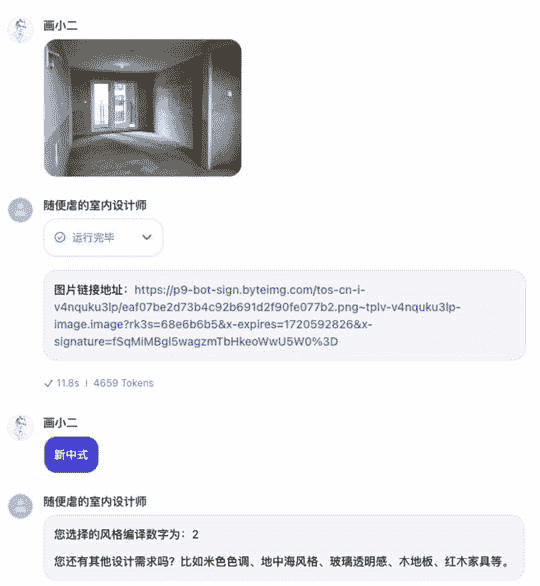 画小二
随便虐的室内设计师
运行完毕
图片链接地址：https://p9-bot-sign.byteimg.com/tos-cn-i-
v4nquku3lp/eaf07be2d73b4c92b691d2f90fe077b2.png~tplv-v4nquku3lp-
image.image?rk3s=68e6b6b5&x-expires=1720592826&x-
signature=fSqMiMBgl5wagzmTbHkeoWwU5W0%3D
11.8s | 4659 Tokens
画小二
新中式
随便虐的室内设计师
您选择的风格编译数字为：2
您还有其他设计需求吗？比如米色色调、地中海风格、玻璃透明感、木地板、红木家具等。